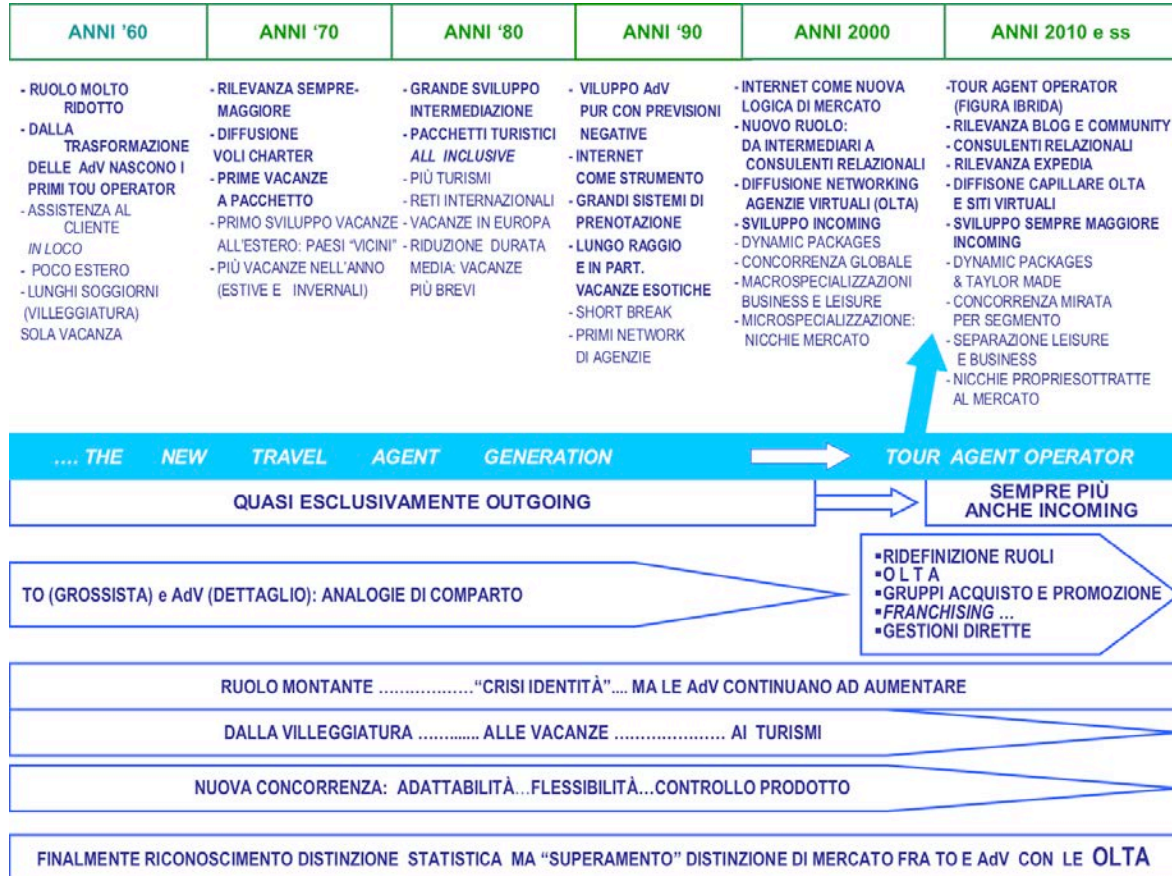 ANNI '60
- RUOLO MOLTO
RIDOTTO
- DALLA
TRASFORMAZIONE
DELLE AdV NASCONO I
PRIMI TOU OPERATOR
- ASSISTENZA AL
CLIENTE
IN LOCO
- POCO ESTERO
- LUNGHI SOGGIORNI
(VILLEGGIATURA)
SOLA VACANZA
ANNI '70
- RILEVANZA SEMPRE-
MAGGIORE
- DIFFUSIONE
VOLI CHARTER
- PRIME VACANZE
A PACCHETTO
- PRIMO SVILUPPO VACANZE
ALL'ESTERO: PAESI "VICINI"
- PIÙ VACANZE NELL'ANNO
(ESTIVE E INVERNALI)
ANNI '80
- GRANDE SVILUPPO
INTERMEDIAZIONE
- PACCHETTI TURISTICI
ALL INCLUSIVE
- PIÙ TURISMI
- RETI INTERNAZIONALI
- VACANZE IN EUROPA
- RIDUZIONE DURATA
MEDIA: VACANZE
PIÙ BREVI
ANNI '90
- VILUPPO AdV
PUR CON PREVISIONI
NEGATIVE
- INTERNET
COME STRUMENTO
- GRANDI SISTEMI DI
PRENOTAZIONE
- LUNGO RAGGIO
E IN PART.
VACANZE ESOTICHE
- SHORT BREAK
- PRIMI NETWORK
DI AGENZIE
ANNI 2000
- INTERNET COME NUOVA
LOGICA DI MERCATO
- NUOVO RUOLO:
DA INTERMEDIARI A
CONSULENTI RELAZIONALI
- DIFFUSIONE NETWORKING
AGENZIE VIRTUALI (OLTA)
- SVILUPPO INCOMING
- DYNAMIC PACKAGES
- CONCORRENZA GLOBALE
- MACROSPECIALIZZAZIONI
BUSINESS E LEISURE
- MICROSPECIALIZZAZIONE:
NICCHIE MERCATO
ANNI 2010 e ss
-TOUR AGENT OPERATOR
(FIGURA IBRIDA)
- RILEVANZA BLOG E COMMUNITY
- CONSULENTI RELAZIONALI
- RILEVANZA EXPEDIA
- DIFFISONE CAPILLARE OLTA
E SITI VIRTUALI
- SVILUPPO SEMPRE MAGGIORE
INCOMING
- DYNAMIC PACKAGES
& TAYLOR MADE
- CONCORRENZA MIRATA
PER SEGMENTO
- SEPARAZIONE LEISURE
E BUSINESS
- NICCHIE PROPRIESOTTRATTE
AL MERCATO
.... THE NEW TRAVEL AGENT GENERATION TOUR AGENT OPERATOR
QUASI ESCLUSIVAMENTE OUTGOING
SEMPRE PIÙ
ANCHE INCOMING
TO (GROSSISTA) e AdV (DETTAGLIO): ANALOGIE DI COMPARTO
▪RIDEFINIZIONE RUOLI
▪O L T A
▪GRUPPI ACQUISTO E PROMOZIONE
▪FRANCHISING ...
▪GESTIONI DIRETTE
RUOLO MONTANTE ..................."CRISI IDENTITÀ".... MA LE AdV CONTINUANO AD AUMENTARE
DALLA VILLEGGIATURA ............ ALLE VACANZE ..................... AI TURISMI
NUOVA CONCORRENZA: ADATTABILITÀ...FLESSIBILITÀ...CONTROLLO PRODOTTO
FINALMENTE RICONOSCIMENTO DISTINZIONE STATISTICA MA "SUPERAMENTO" DISTINZIONE DI MERCATO FRA TO E AdV CON LE OLTA